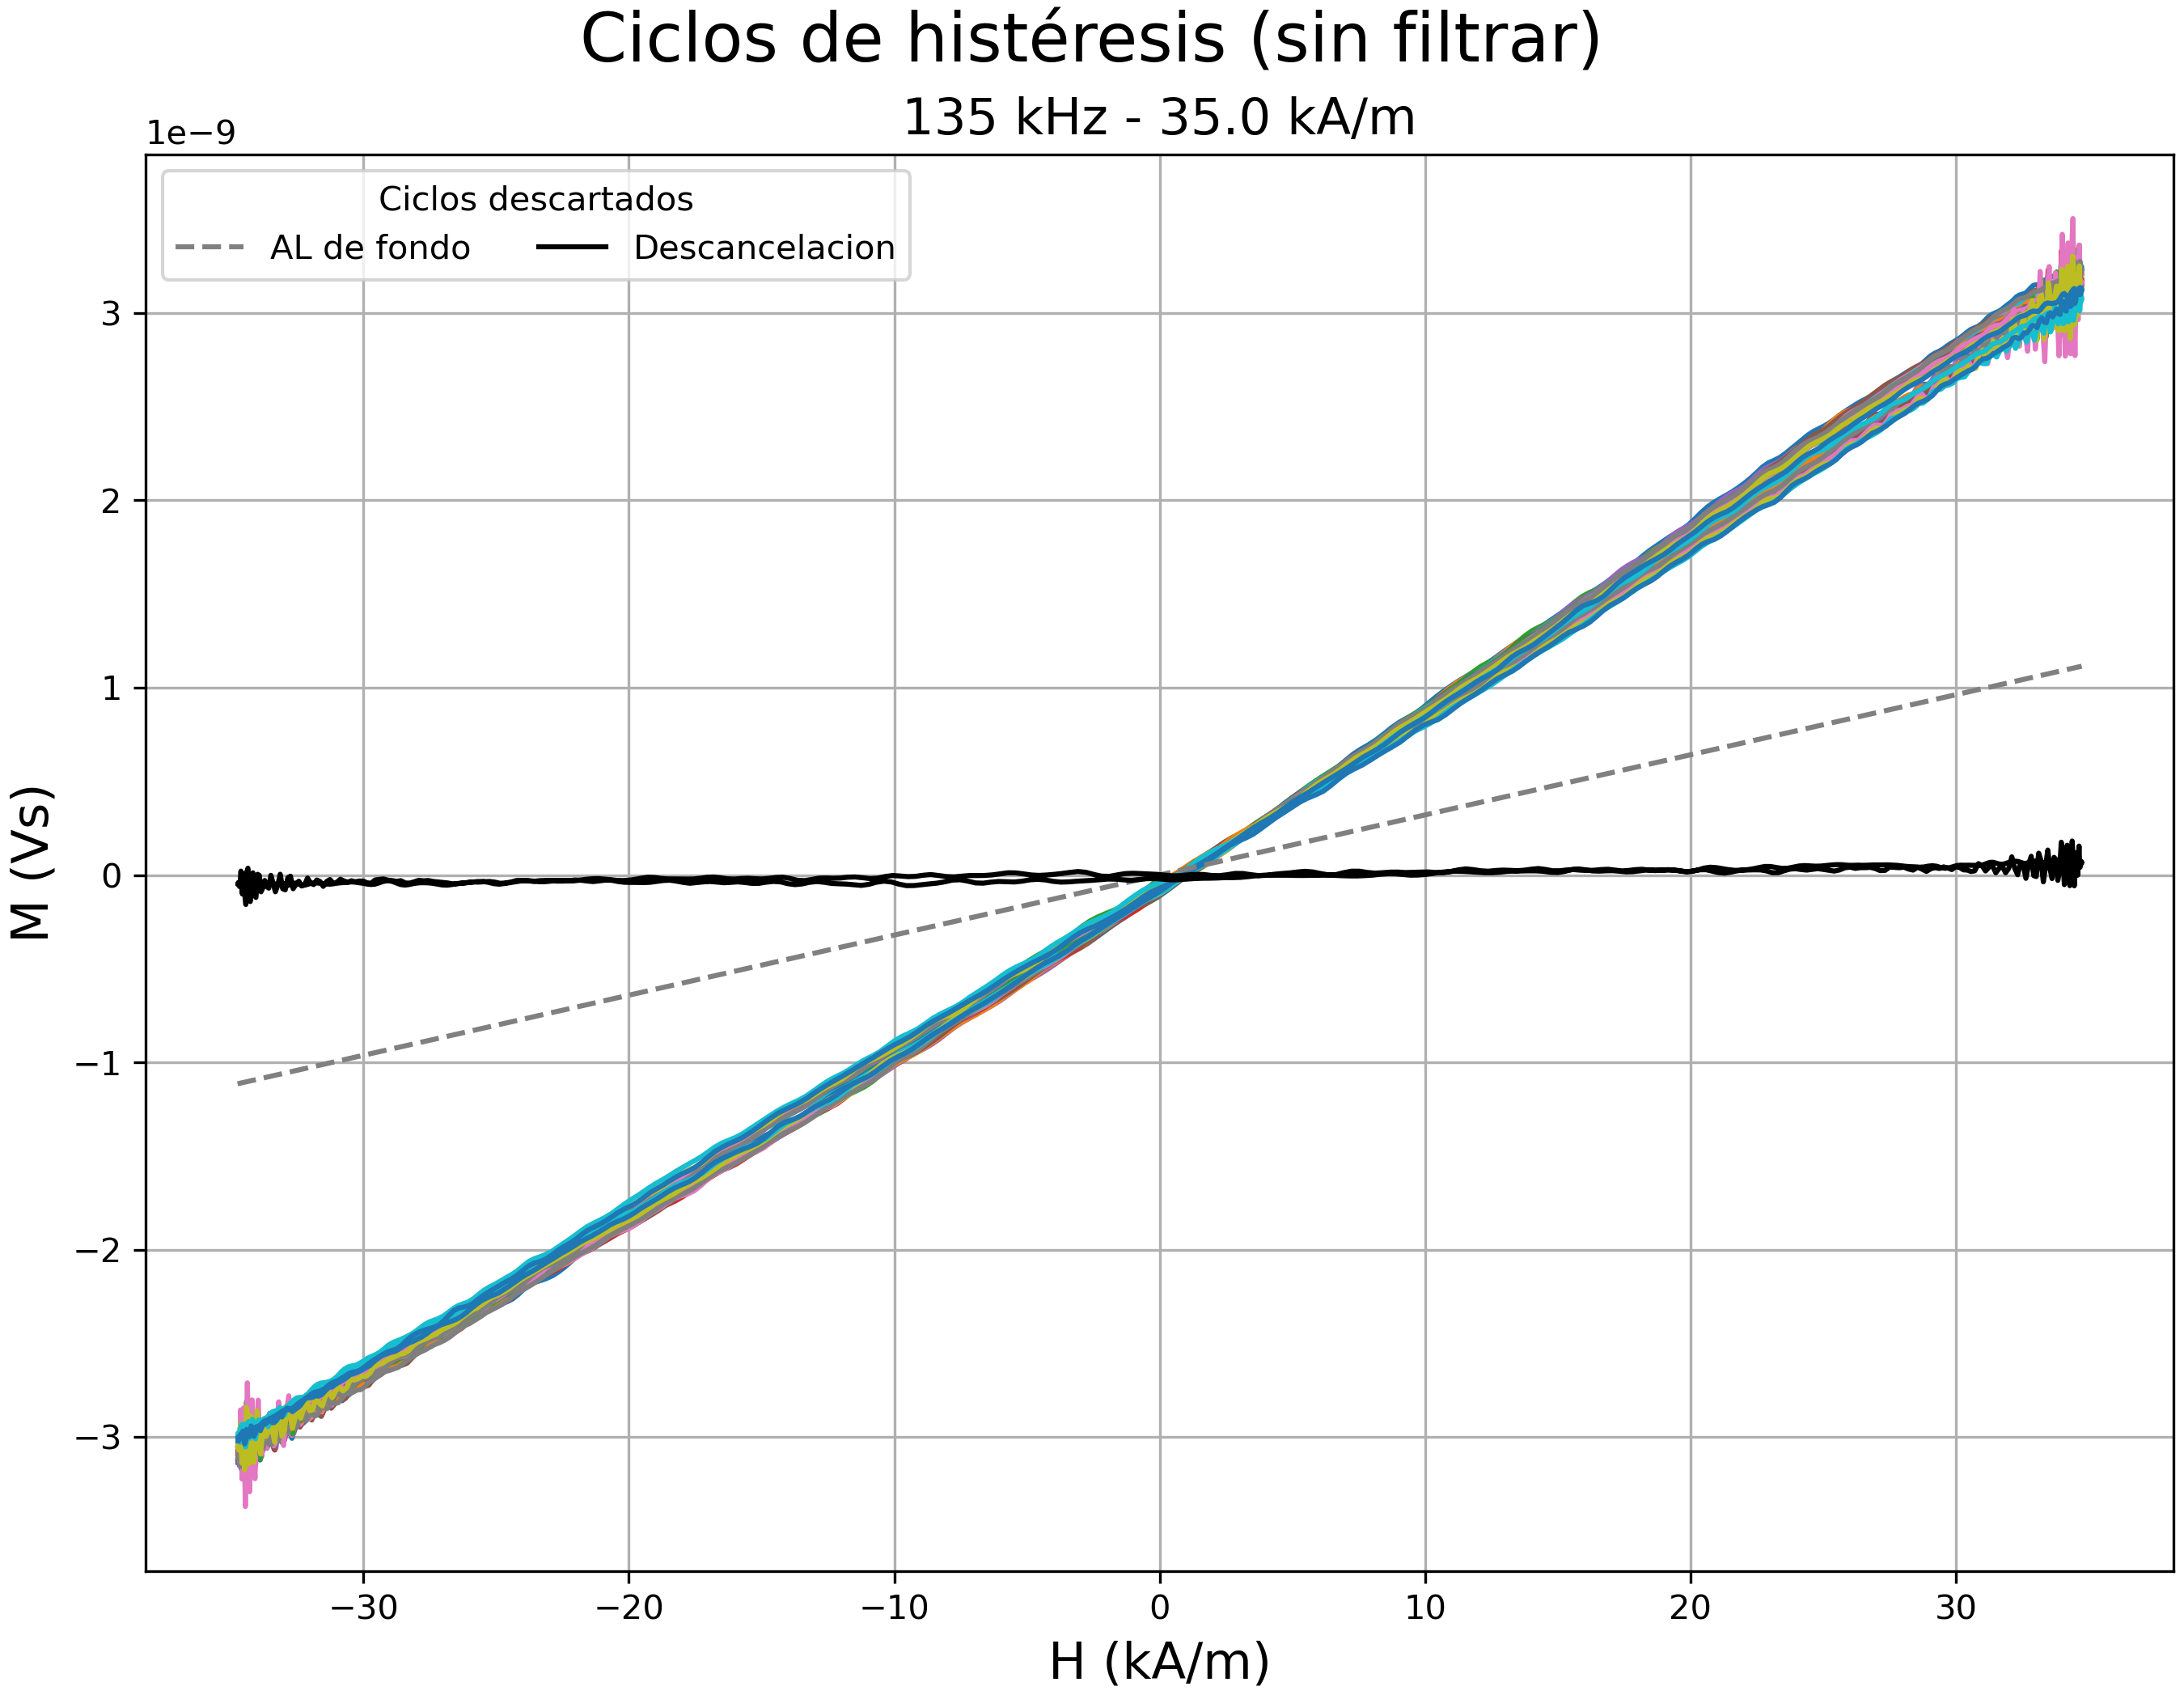 Ciclos de histéresis (sin filtrar)
135 kHz - 35.0 kA/m
1e−9
Ciclos descartados
AL de fondo Descancelacion
3
2
1
0
−1
−2
−3
M (Vs)
−30 −20 −10 0 10 20 30
H (kA/m)